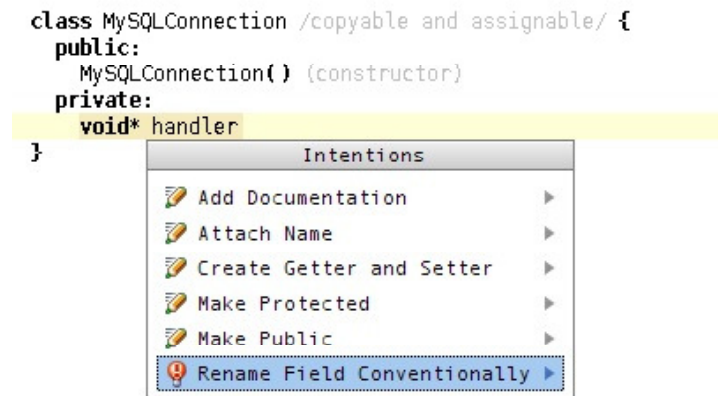 class MySQLConnection /copyable and assignable/ {
public:
MySQLConnection() (constructor)
private:
void* handler
}
Intentions
Add Documentation
Attach Name
Create Getter and Setter
Make Protected
Make Public
Rename Field Conventionally